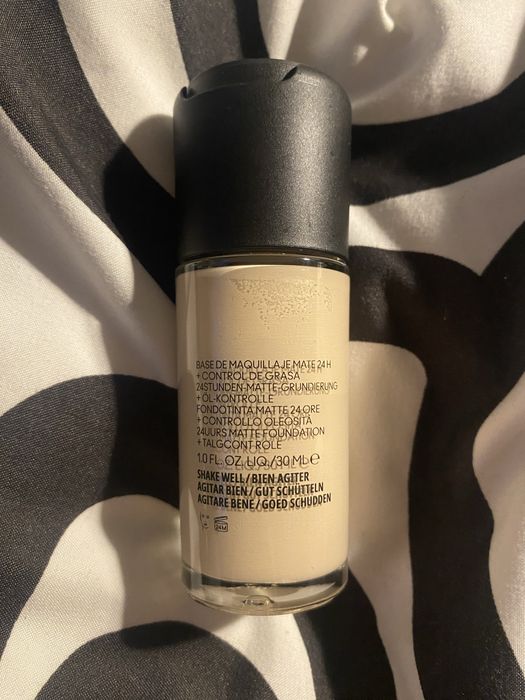 BASE DE MAQUILLAJE MATE 24 H
+ CONTROL DE GRASA
24STUNDEN-MATTE-GRUNDIERUNG
+ ÖL-KONTROLLE
FONDOTINTA MATTE 24 ORE
+ CONTROLLO OLEOSITÀ
24UURS MATTE FOUNDATION
+ TALGCONTROLE
1.0 FL. OZ. LIQ./30 ML ℮
SHAKE WELL/BIEN AGITER
AGITAR BIEN/GUT SCHÜTTELN
AGITARE BENE/GOED SCHUDDEN
24M